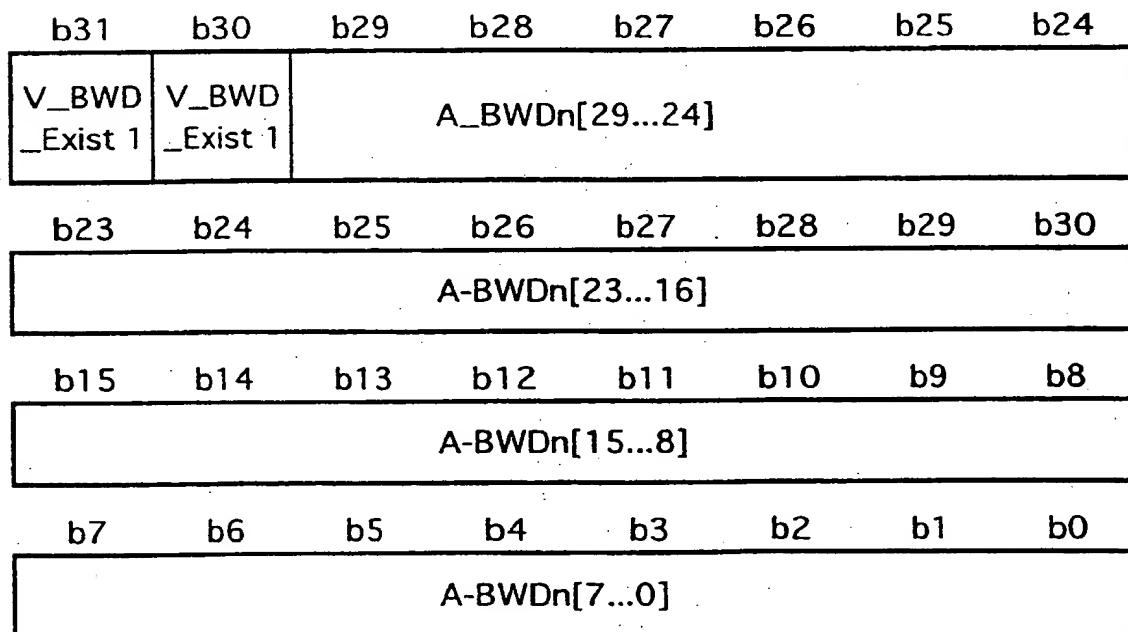 b31 b30 b29 b28 b27 b26 b25 b24
V_BWD V_BWD
_Exist 1 _Exist 1
A_BWDn[29...24]
b23 b24 b25 b26 b27 b28 b29 b30
A-BWDn[23...16]
b15 b14 b13 b12 b11 b10 b9 b8
A-BWDn[15...8]
b7 b6 b5 b4 b3 b2 b1 b0
A-BWDn[7...0]